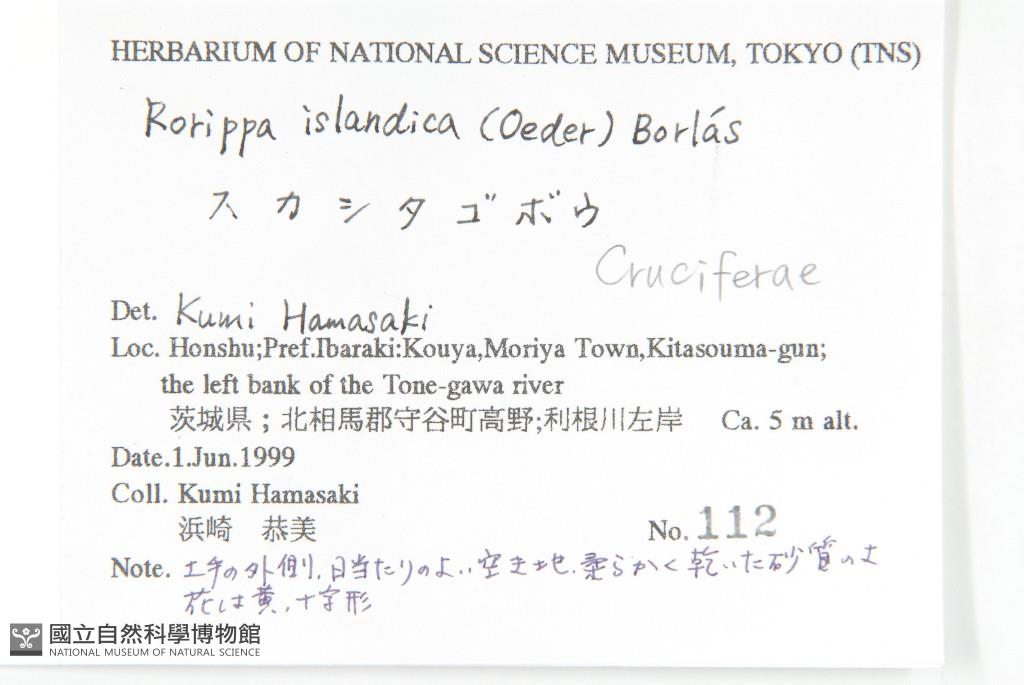 HERBARIUM OF NATIONAL SCIENCE MUSEUM, TOKYO (TNS)
Rorippa islandica (Oeder) Borlás
スカシタゴボウ
Cruciferae
Det. Kumi Hamasaki
Loc. Honshu;Pref.Ibaraki:Kouya,Moriya Town,Kitasouma-gun;
the left bank of the Tone-gawa river
茨城県；北相馬郡守谷町高野;利根川左岸 Ca. 5 m alt.
Date.1.Jun.1999
Coll. Kumi Hamasaki
浜崎 恭美
No. 112
Note. 土手の外側、日当たりのよい空き地、柔らかく乾いた砂質の土
花は黄、十字形
國立自然科學博物館
NATIONAL MUSEUM OF NATURAL SCIENCE